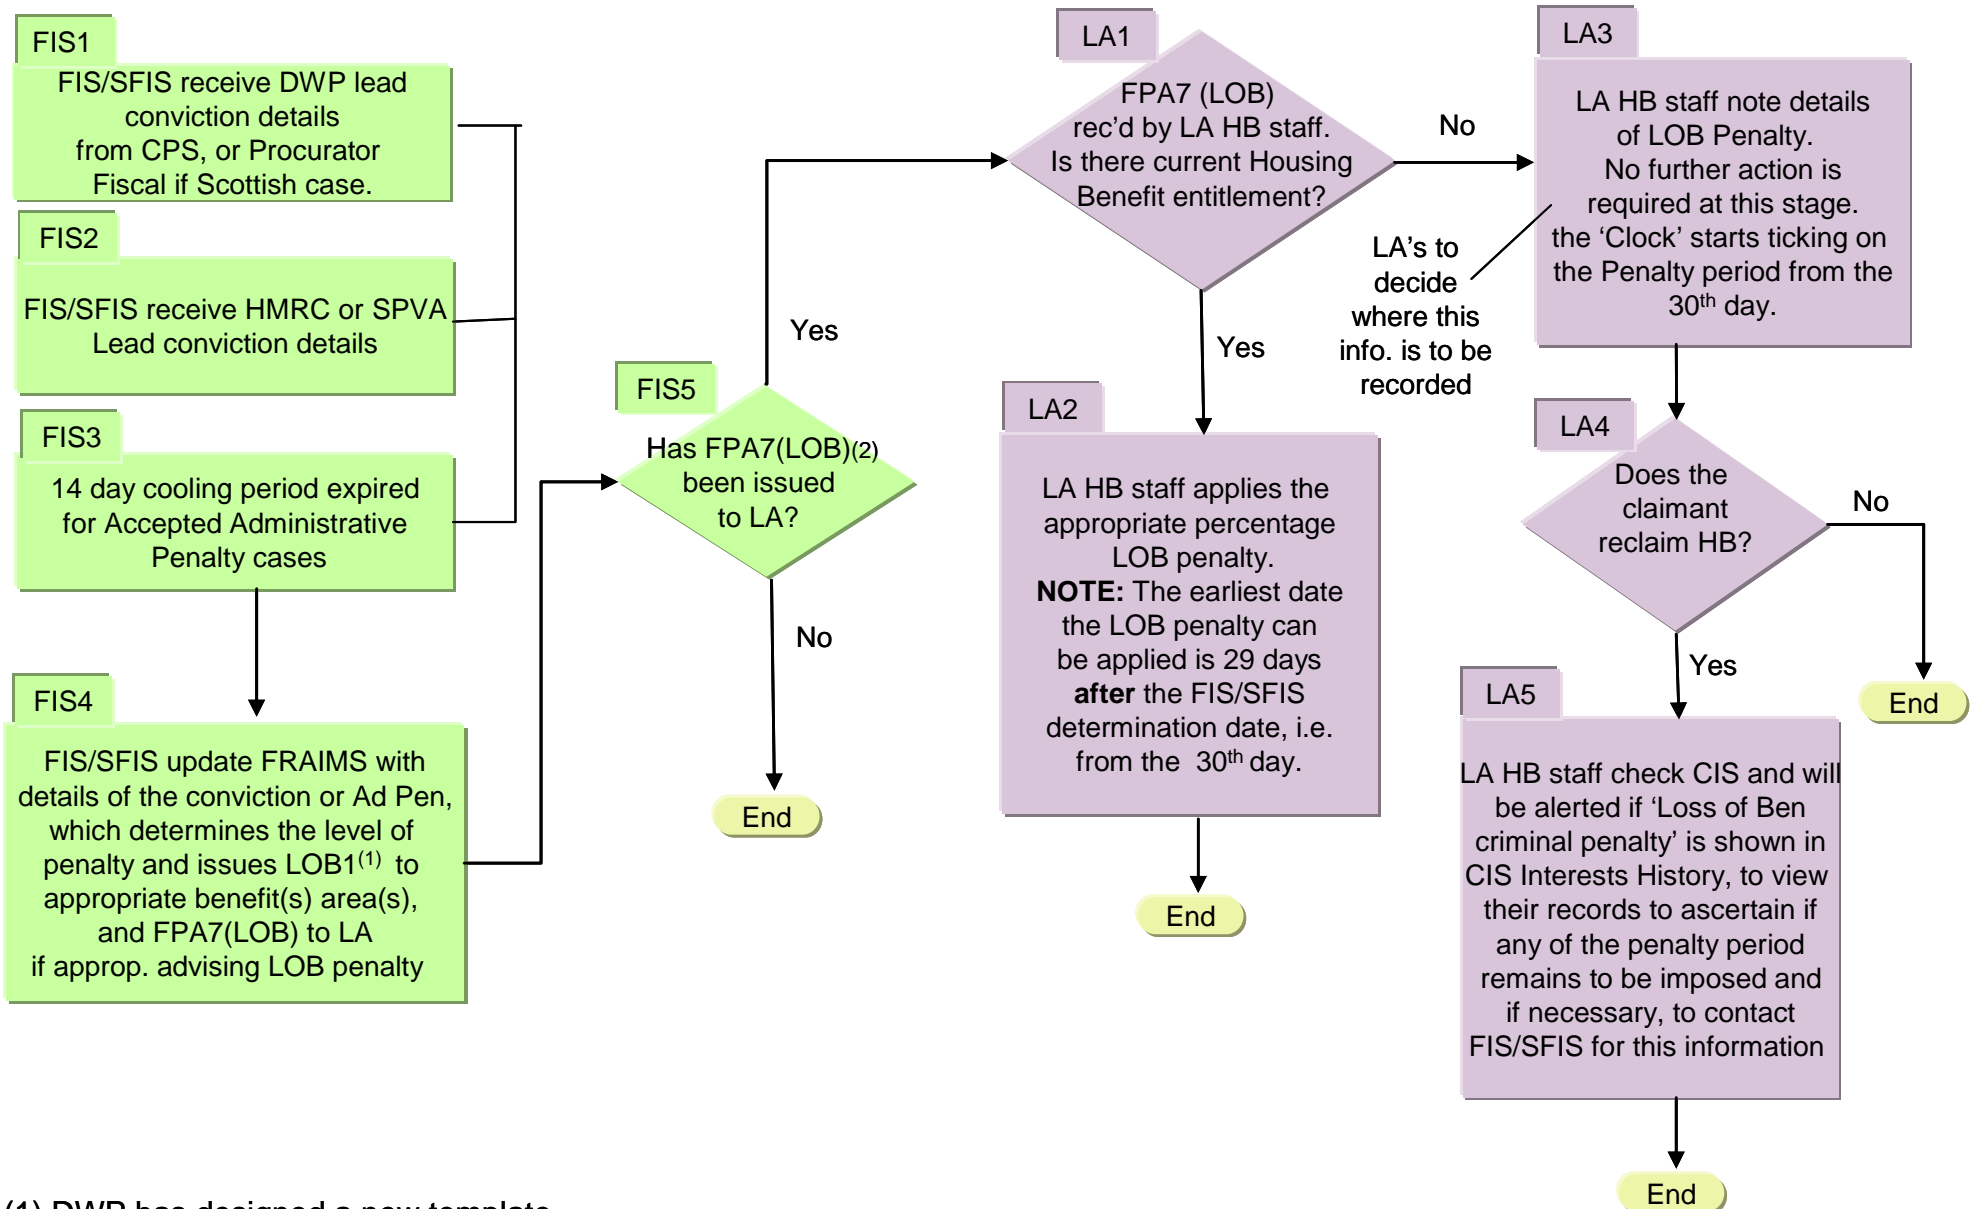 FIS1
FIS/SFIS receive DWP lead
conviction details
from CPS, or Procurator
Fiscal if Scottish case.
FIS2
FIS/SFIS receive HMRC or SPVA
Lead conviction details
FIS3
14 day cooling period expired
for Accepted Administrative
Penalty cases
FIS4
FIS/SFIS update FRAIMS with
details of the conviction or Ad Pen,
which determines the level of
penalty and issues LOB1(1) to
appropriate benefit(s) area(s),
and FPA7(LOB) to LA
if approp. advising LOB penalty
FIS5
Has FPA7(LOB)(2)
been issued
to LA?
Yes
No
End
LA1
FPA7 (LOB)
rec’d by LA HB staff.
Is there current Housing
Benefit entitlement?
No
Yes
LA2
LA HB staff applies the
appropriate percentage
LOB penalty.
NOTE: The earliest date
the LOB penalty can
be applied is 29 days
after the FIS/SFIS
determination date, i.e.
from the 30th day.
End
LA3
LA HB staff note details
of LOB Penalty.
No further action is
required at this stage.
the ‘Clock’ starts ticking on
the Penalty period from the
30th day.
LA’s to
decide
where this
info. is to be
recorded
LA4
Does the
claimant
reclaim HB?
No
End
Yes
LA5
LA HB staff check CIS and will
be alerted if ‘Loss of Ben
criminal penalty’ is shown in
CIS Interests History, to view
their records to ascertain if
any of the penalty period
remains to be imposed and
if necessary, to contact
FIS/SFIS for this information
End
(1) DWP has designed a new template